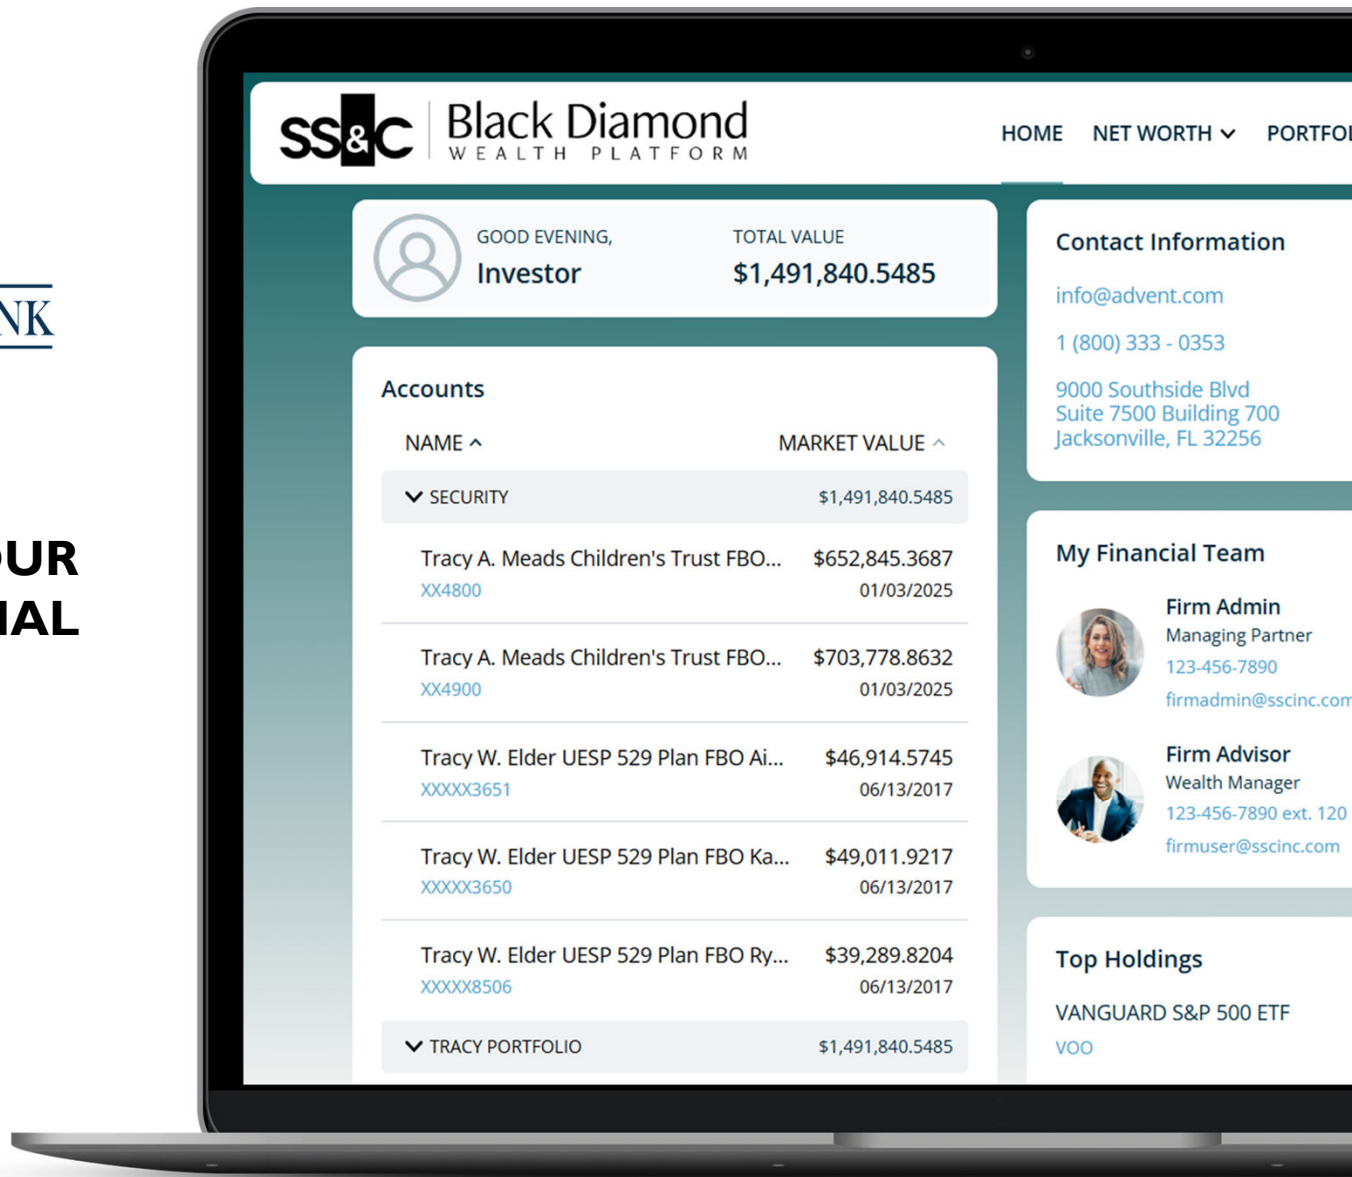 NK
OUR
IAL
SS&C
Black Diamond
WEALTH PLATFORM
HOME NET WORTH PORTFOL
GOOD EVENING,
Investor
TOTAL VALUE
$1,491,840.5485
Accounts
NAME MARKET VALUE
SECURITY $1,491,840.5485
Tracy A. Meads Children's Trust FBO... $652,845.3687
XX4800 01/03/2025
Tracy A. Meads Children's Trust FBO... $703,778.8632
XX4900 01/03/2025
Tracy W. Elder UESP 529 Plan FBO Ai... $46,914.5745
XXXXX3651 06/13/2017
Tracy W. Elder UESP 529 Plan FBO Ka... $49,011.9217
XXXXX3650 06/13/2017
Tracy W. Elder UESP 529 Plan FBO Ry... $39,289.8204
XXXXX8506 06/13/2017
TRACY PORTFOLIO $1,491,840.5485
Contact Information
info@advent.com
1 (800) 333 - 0353
9000 Southside Blvd
Suite 7500 Building 700
Jacksonville, FL 32256
My Financial Team
Firm Admin
Managing Partner
123-456-7890
firmadmin@sscinc.com
Firm Advisor
Wealth Manager
123-456-7890 ext. 120
firmuser@sscinc.com
Top Holdings
VANGUARD S&P 500 ETF
VOO